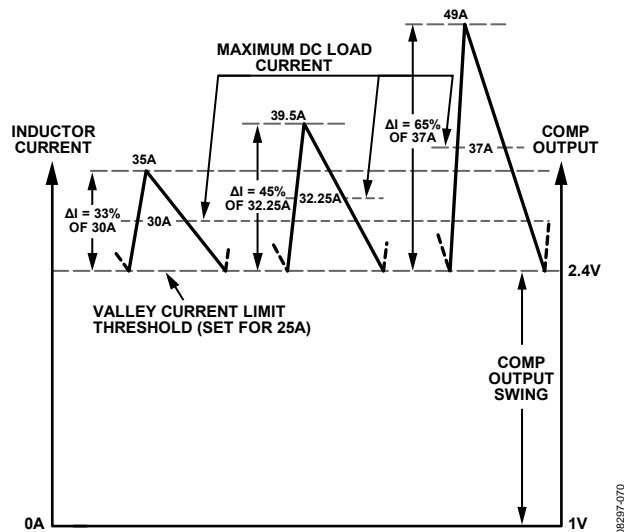 49A
MAXIMUM DC LOAD
CURRENT
39.5A
ΔI = 65%
OF 37A
INDUCTOR
CURRENT
COMP
OUTPUT
35A
37A
ΔI = 45%
OF 32.25A
32.25A
ΔI = 33%
OF 30A
30A
2.4V
VALLEY CURRENT LIMIT
THRESHOLD (SET FOR 25A)
COMP
OUTPUT
SWING
0A
1V
08297-070